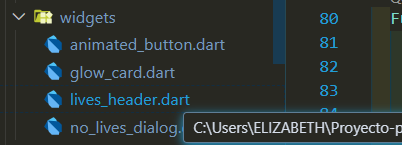 widgets
animated_button.dart
glow_card.dart
lives_header.dart
no_lives_dialog.
C:\Users\ELIZABETH\Proyecto-p
80
81
82
83